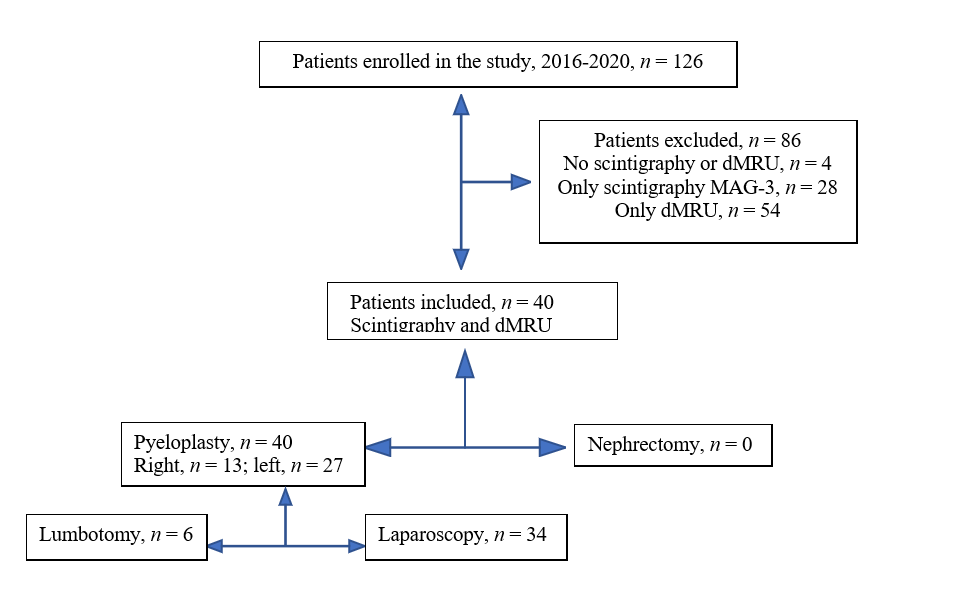 Patients enrolled in the study, 2016-2020, n = 126
Patients excluded, n = 86
No scintigraphy or dMRU, n = 4
Only scintigraphy MAG-3, n = 28
Only dMRU, n = 54
Patients included, n = 40
Scintigraphy and dMRU
Pyeloplasty, n = 40
Right, n = 13; left, n = 27
Nephrectomy, n = 0
Lumbotomy, n = 6
Laparoscopy, n = 34